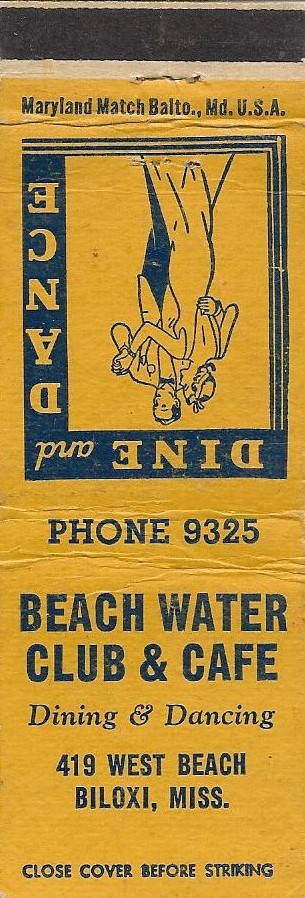 Maryland Match Balto., Md. U.S.A.
DINE and
DANCE
PHONE 9325
BEACH WATER
CLUB & CAFE
Dining & Dancing
419 WEST BEACH
BILOXI, MISS.
CLOSE COVER BEFORE STRIKING